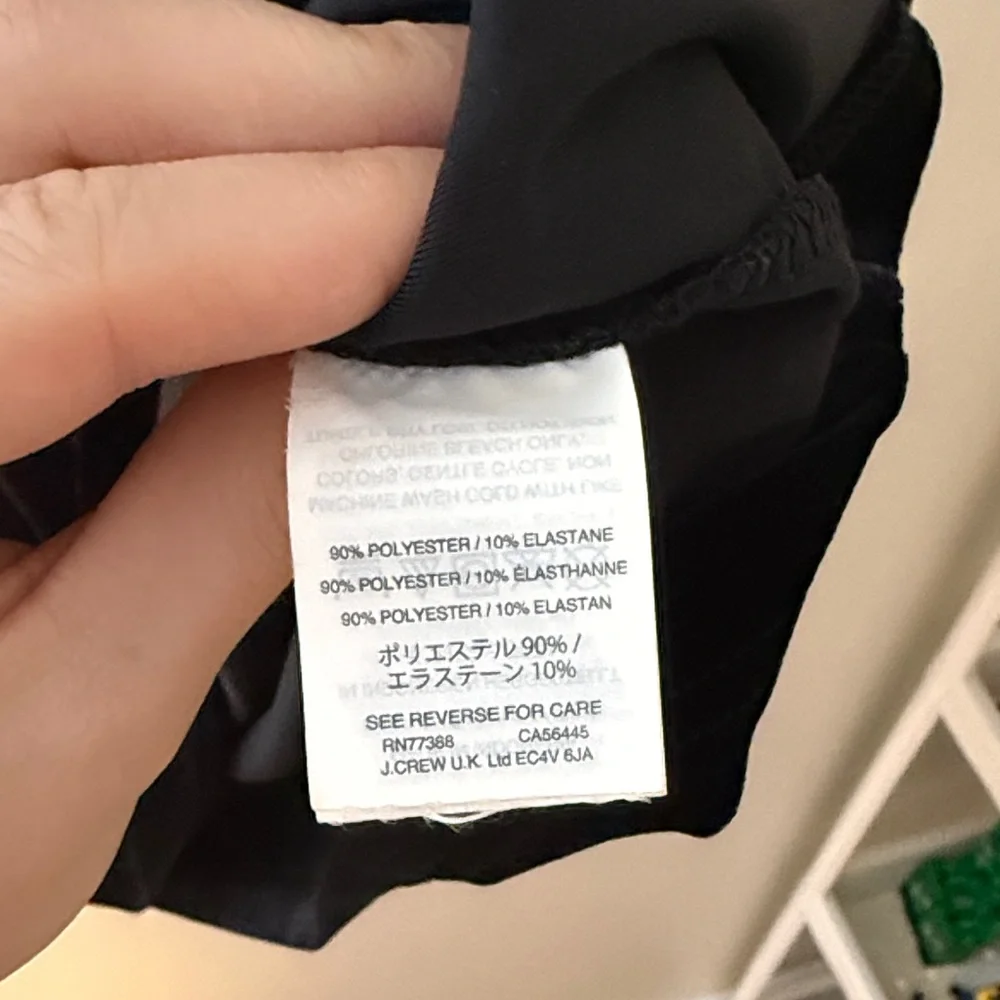 90% POLYESTER / 10% ELASTANE
90% POLYESTER / 10% ÉLASTHANNE
90% POLYESTER / 10% ELASTAN
ポリエステル 90% /
エラステーン 10%
SEE REVERSE FOR CARE
RN77388 CA56445
J.CREW U.K. Ltd EC4V 6JA